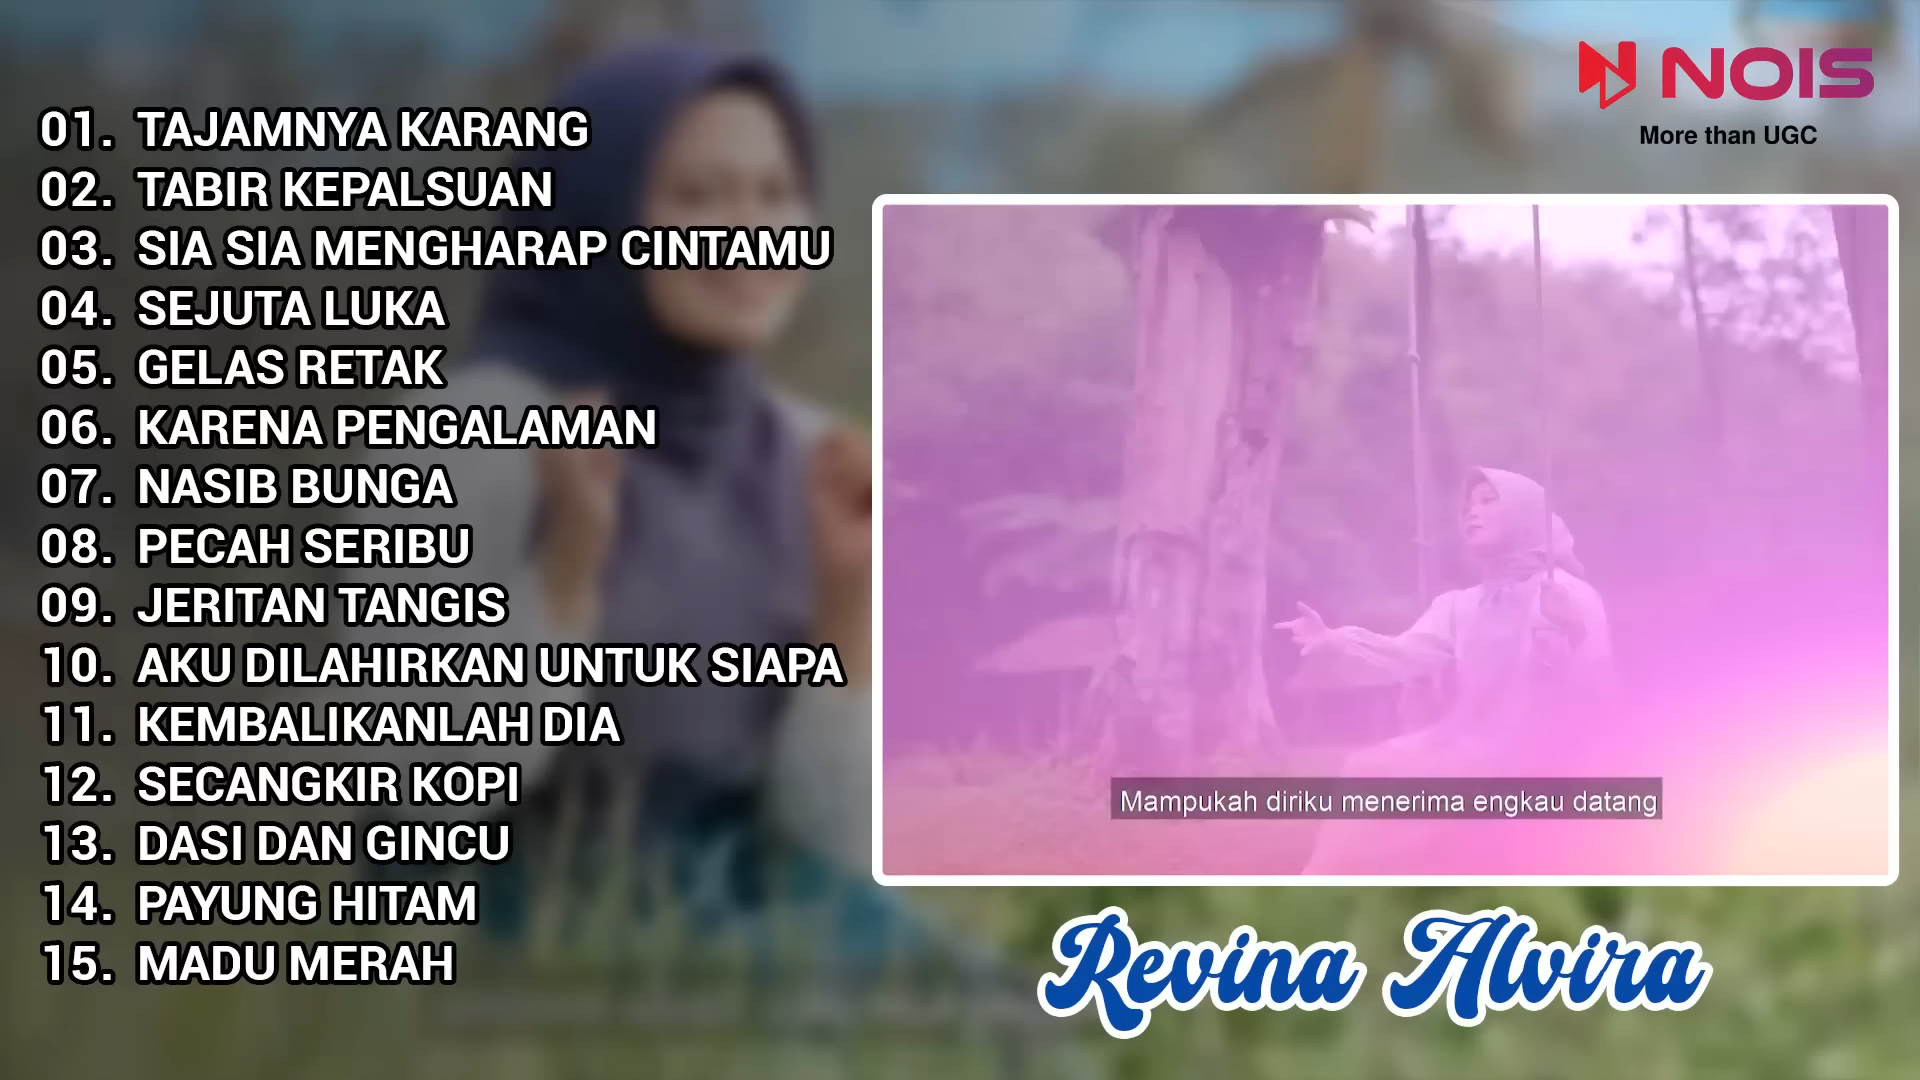 01. TAJAMNYA KARANG
02. TABIR KEPALSUAN
03. SIA SIA MENGHARAP CINTAMU
04. SEJUTA LUKA
05. GELAS RETAK
06. KARENA PENGALAMAN
07. NASIB BUNGA
08. PECAH SERIBU
09. JERITAN TANGIS
10. AKU DILAHIRKAN UNTUK SIAPA
11. KEMBALIKANLAH DIA
12. SECANGKIR KOPI
13. DASI DAN GINCU
14. PAYUNG HITAM
15. MADU MERAH
NOIS
More than UGC
Mampukah diriku menerima engkau datang
Revina Alvira